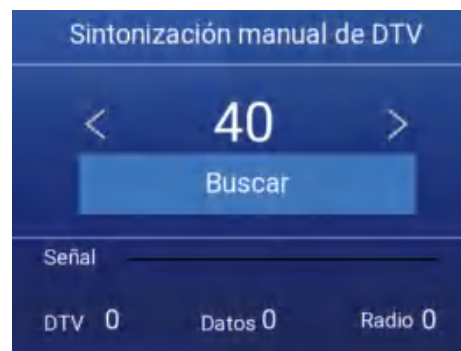 Sintonización manual de DTV
< 40 >
Buscar
Señal
DTV 0 Datos 0 Radio 0